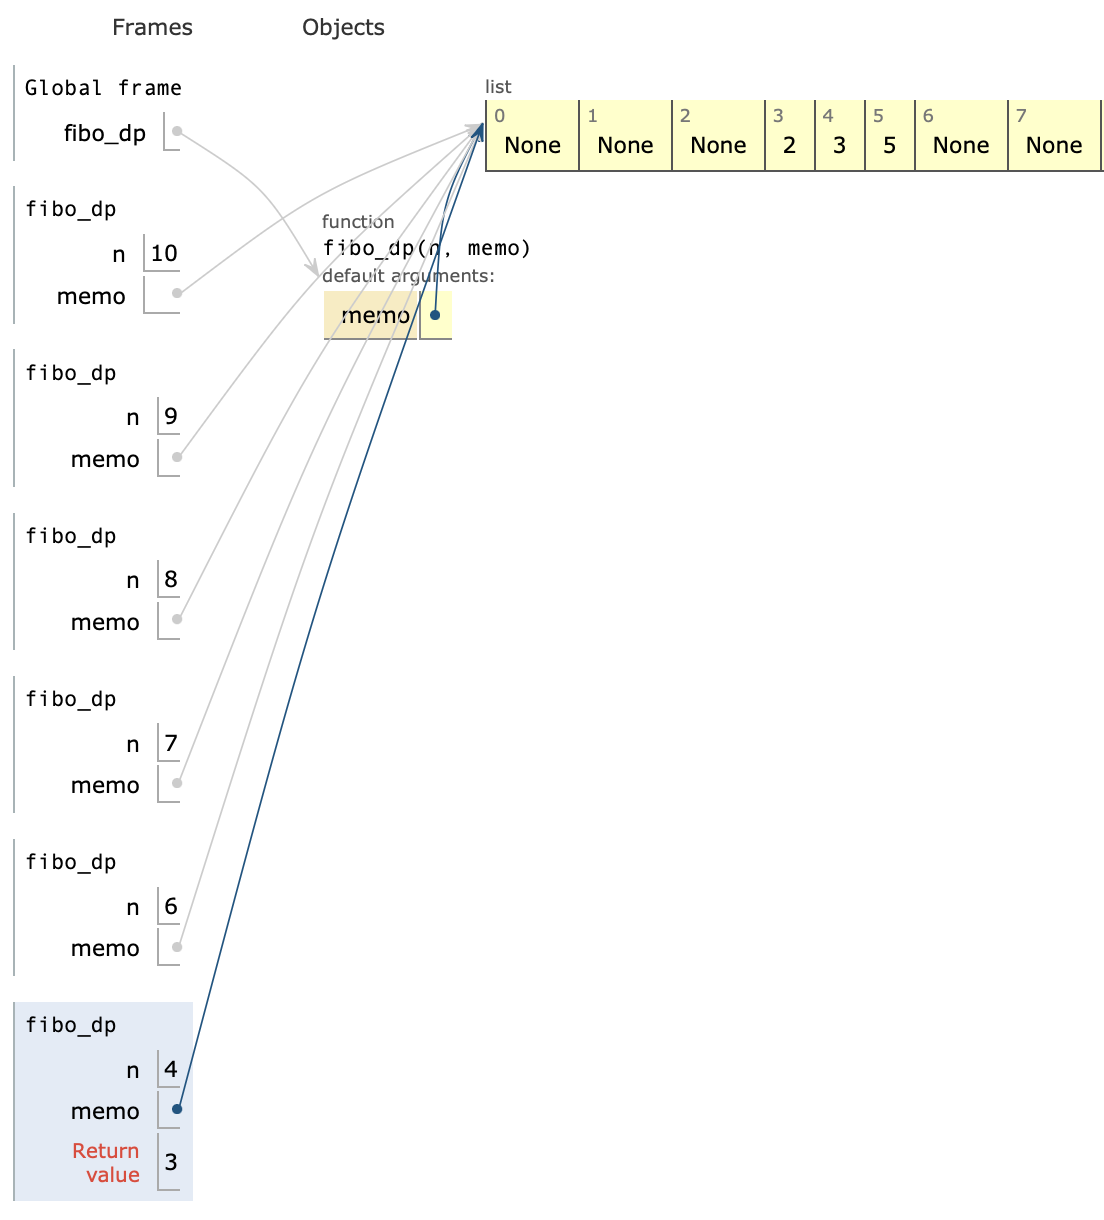 Frames Objects
Global frame
fibo_dp
list
0 1 2 3 4 5 6 7
None None None 2 3 5 None None
function
fibo_dp(n, memo)
default arguments:
memo
fibo_dp
n 10
memo
fibo_dp
n 9
memo
fibo_dp
n 8
memo
fibo_dp
n 7
memo
fibo_dp
n 6
memo
fibo_dp
n 4
memo
Return
value 3